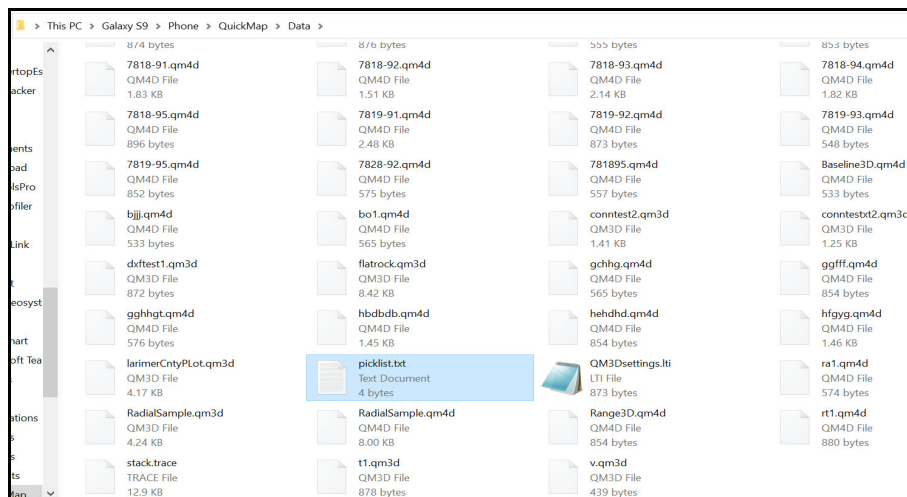 > This PC > Galaxy S9 > Phone > QuickMap > Data >
874 bytes 876 bytes 555 bytes 853 bytes
7818-91.qm4d 7818-92.qm4d 7818-93.qm4d 7818-94.qm4d
QM4D File QM4D File QM4D File QM4D File
1.83 KB 1.51 KB 2.14 KB 1.82 KB
7818-95.qm4d 7819-91.qm4d 7819-92.qm4d 7819-93.qm4d
QM4D File QM4D File QM4D File QM4D File
896 bytes 2.48 KB 873 bytes 548 bytes
7819-95.qm4d 7828-92.qm4d 781895.qm4d Baseline3D.qm4d
QM4D File QM4D File QM4D File QM4D File
852 bytes 575 bytes 557 bytes 533 bytes
bjjj.qm4d bo1.qm4d conntest2.qm3d conntestxt2.qm3d
QM4D File QM4D File QM3D File QM3D File
533 bytes 565 bytes 1.41 KB 1.25 KB
dxftest1.qm3d flatrock.qm3d gchhg.qm4d ggfff.qm4d
QM3D File QM3D File QM4D File QM4D File
872 bytes 8.42 KB 565 bytes 854 bytes
gghhgt.qm4d hbdbdb.qm4d hehdhd.qm4d hfgyg.qm4d
QM4D File QM4D File QM4D File QM4D File
576 bytes 1.45 KB 854 bytes 1.46 KB
larimerCntyPLot.qm3d picklist.txt QM3Dsettings.lti ra1.qm4d
QM3D File Text Document LTI File QM4D File
4.17 KB 4 bytes 873 bytes 574 bytes
RadialSample.qm3d RadialSample.qm4d Range3D.qm4d rt1.qm4d
QM3D File QM4D File QM4D File QM4D File
4.24 KB 8.00 KB 854 bytes 880 bytes
stack.trace t1.qm3d v.qm3d
TRACE File QM3D File QM3D File
12.9 KB 878 bytes 439 bytes
ertopEs
acker
ents
oad
lsPro
ofiler
Link
t
eosyst
nart
oft Tea
ations
s
s
ts
Map